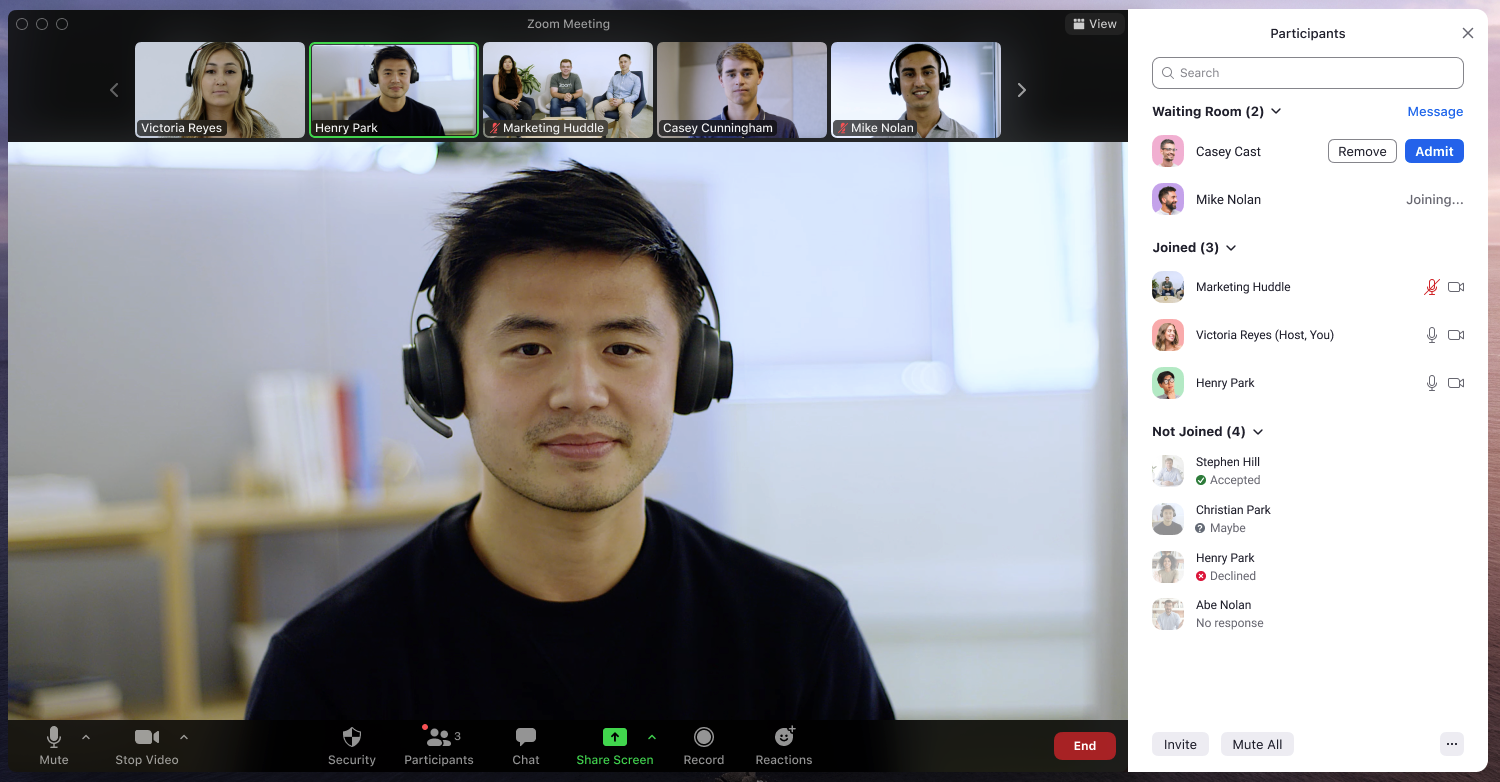 Zoom Meeting
View
Victoria Reyes
Henry Park
Marketing Huddle
Casey Cunningham
Mike Nolan
Mute
Stop Video
Security
Participants
3
Chat
Share Screen
Record
Reactions
End
Participants
Search
Waiting Room (2)
Message
Casey Cast
Remove
Admit
Mike Nolan
Joining...
Joined (3)
Marketing Huddle
Victoria Reyes (Host, You)
Henry Park
Not Joined (4)
Stephen Hill
Accepted
Christian Park
Maybe
Henry Park
Declined
Abe Nolan
No response
Invite
Mute All